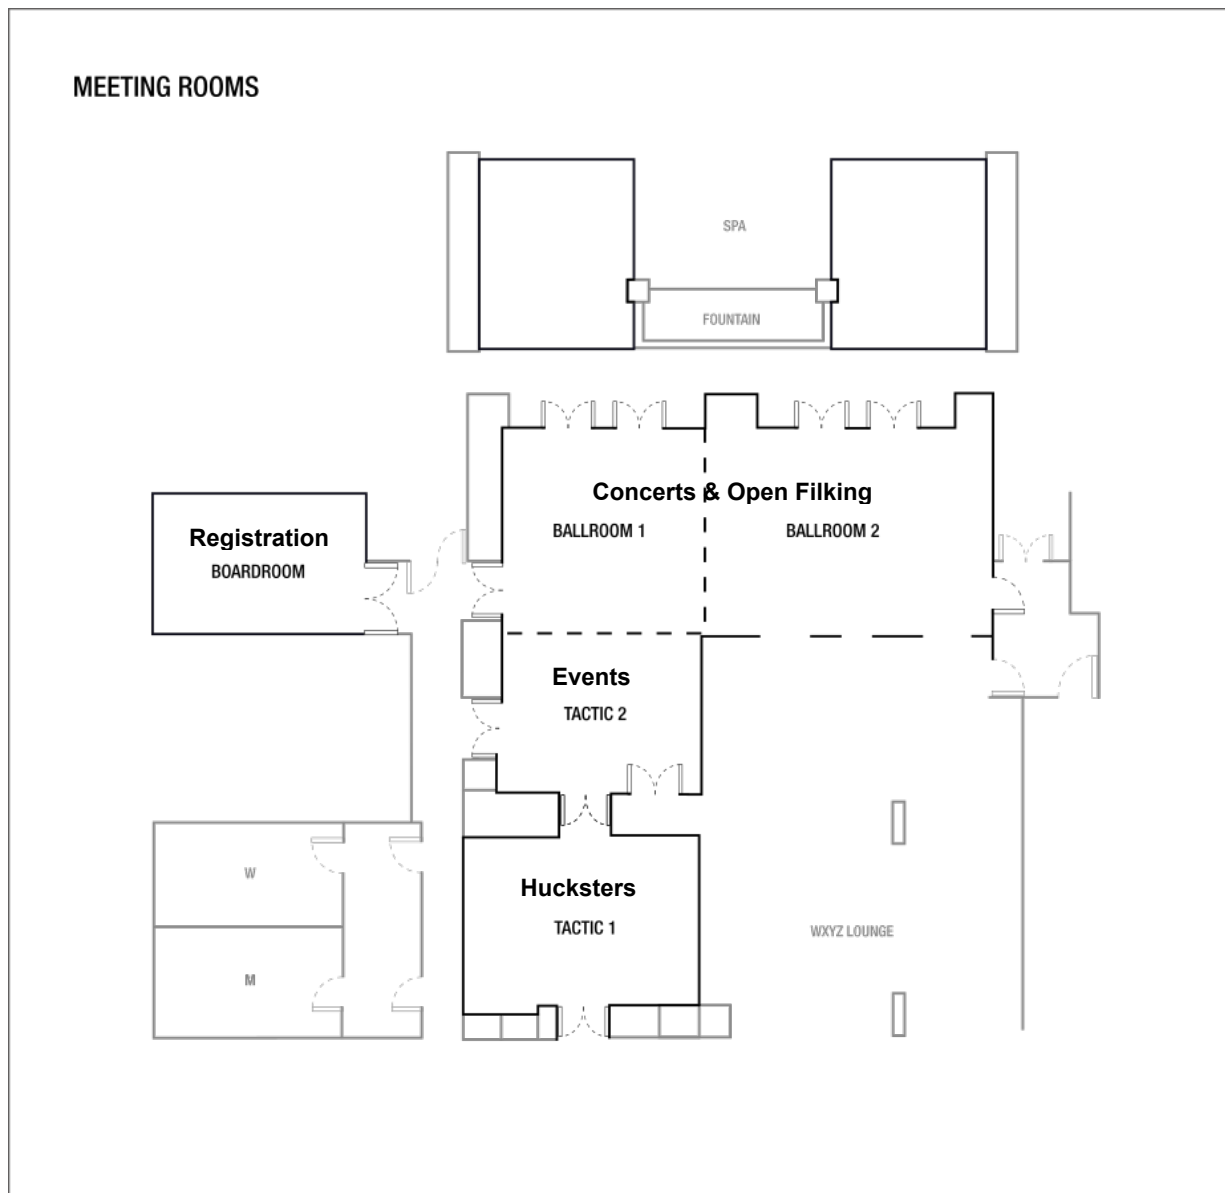 MEETING ROOMS
SPA
FOUNTAIN
Concerts & Open Filking
BALLROOM 1
BALLROOM 2
Registration
BOARDROOM
Events
TACTIC 2
W
Hucksters
TACTIC 1
WXYZ LOUNGE
M